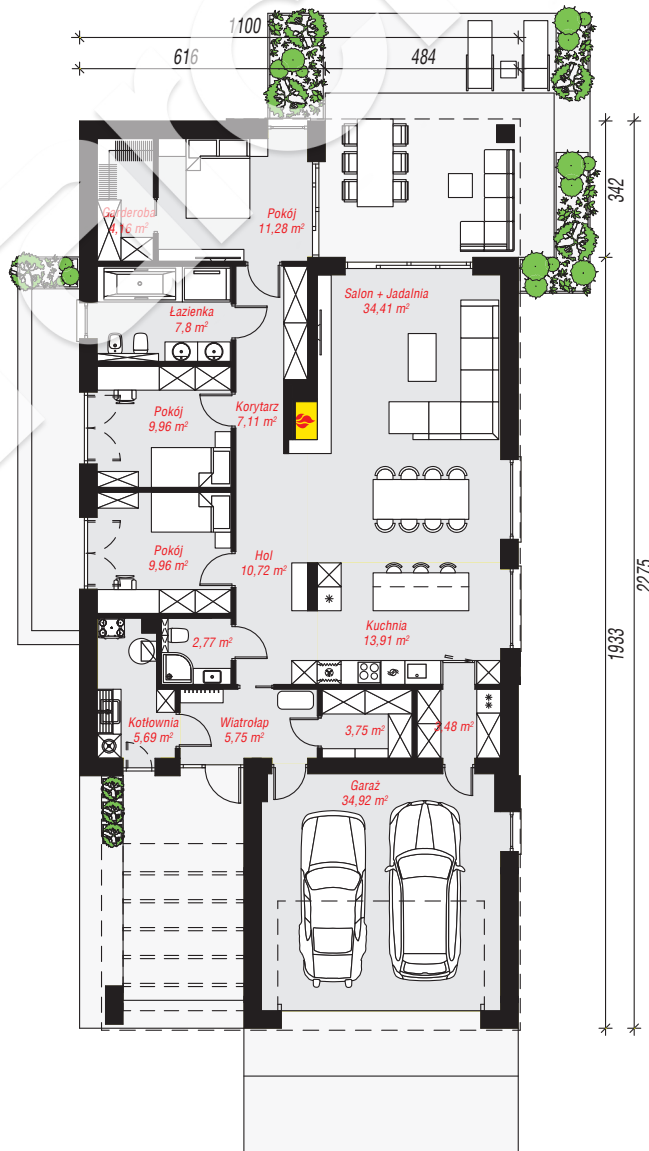 1100
616
484
342
2275
1933
Garderoba
4,16 m²
Pokój
11,28 m²
Salon + Jadalnia
34,41 m²
Łazienka
7,8 m²
Pokój
9,96 m²
Korytarz
7,11 m²
Pokój
9,96 m²
Hol
10,72 m²
Kuchnia
13,91 m²
2,77 m²
Kotłownia
5,69 m²
Wiatrołap
5,75 m²
3,75 m²
3,48 m²
Garaż
34,92 m²